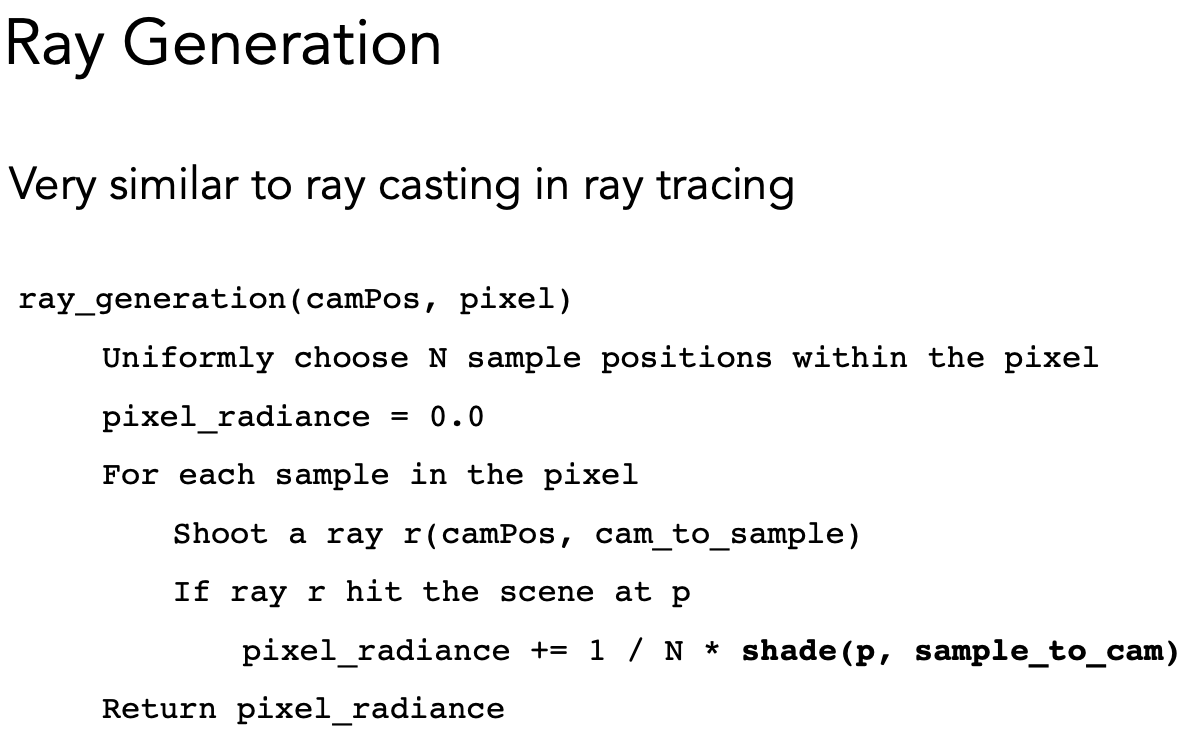 Ray Generation
Very similar to ray casting in ray tracing
ray_generation(camPos, pixel)
Uniformly choose N sample positions within the pixel
pixel_radiance = 0.0
For each sample in the pixel
Shoot a ray r(camPos, cam_to_sample)
If ray r hit the scene at p
pixel_radiance += 1 / N * shade(p, sample_to_cam)
Return pixel_radiance